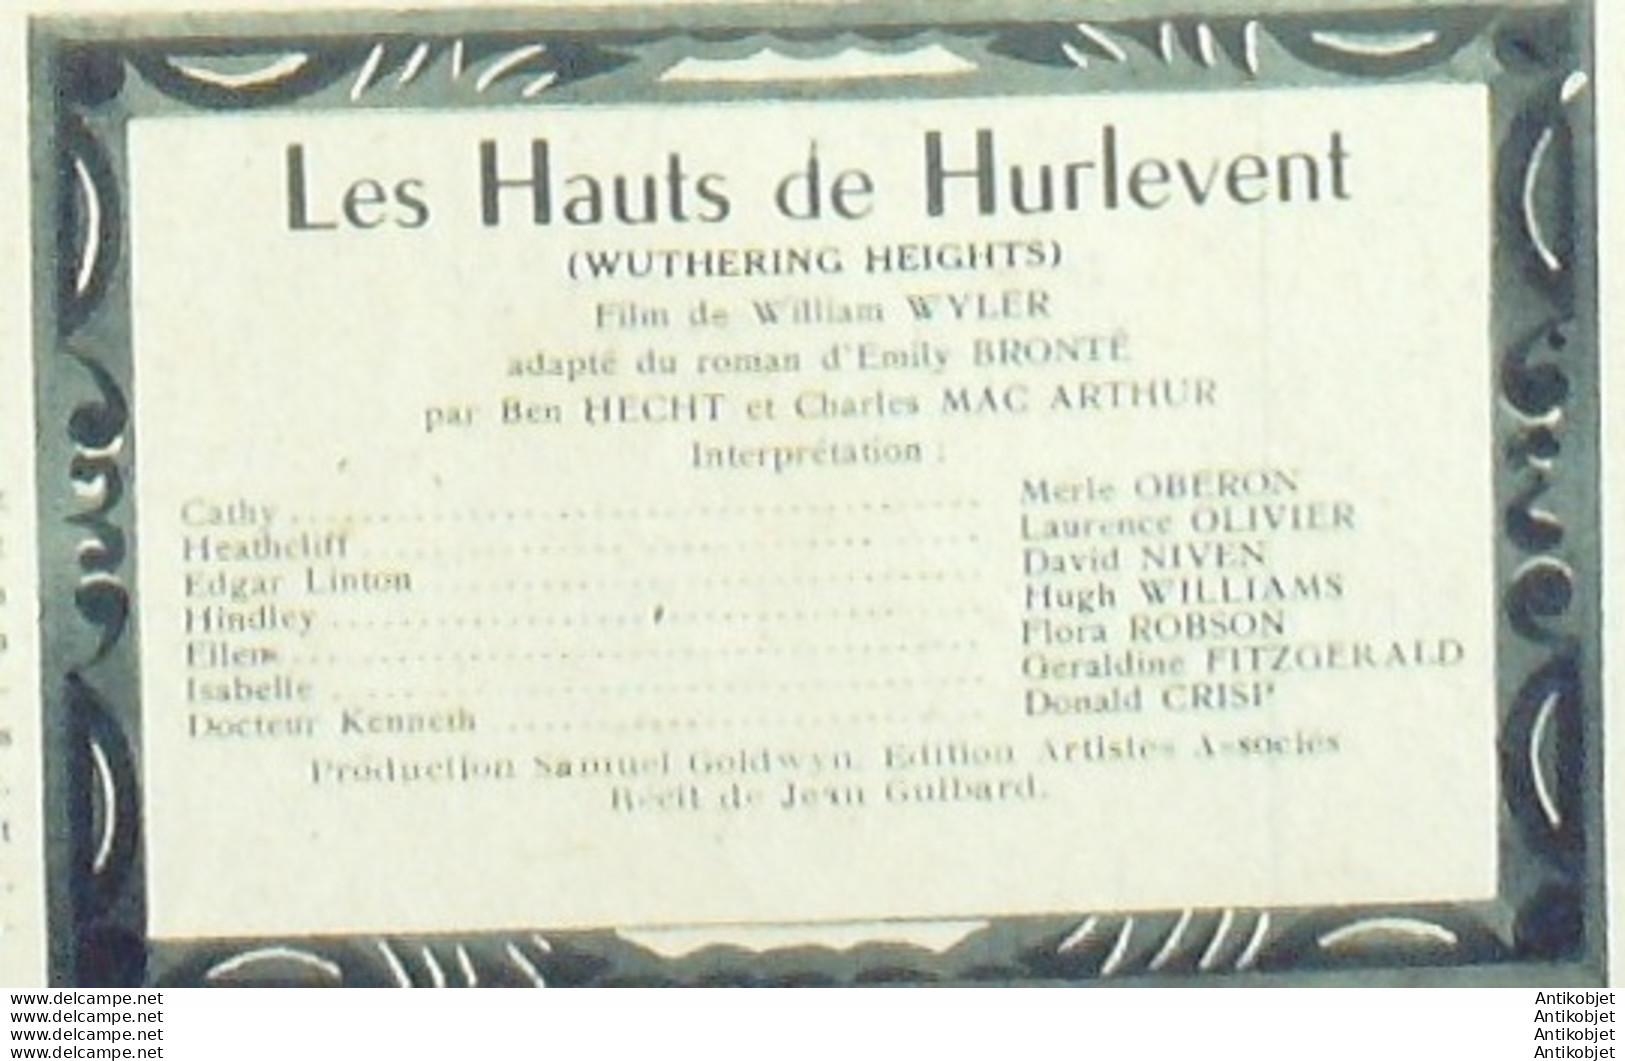 Les Hauts de Hurlevent
(WUTHERING HEIGHTS)
Film de William WYLER
adapté du roman d'Emily BRONTË
par Ben HECHT et Charles MAC ARTHUR
Interprétation :
Cathy .......... Merle OBERON
Heathcliff .......... Laurence OLIVIER
Edgar Linton .......... David NIVEN
Hindley .......... Hugh WILLIAMS
Ellen .......... Flora ROBSON
Isabelle .......... Geraldine FITZGERALD
Docteur Kenneth .......... Donald CRISP
Production Samuel Goldwyn. Edition Artistes Associés
Récit de Jean Guibard.
www.delcampe.net Antikobjet
www.delcampe.net Antikobjet
www.delcampe.net Antikobjet
www.delcampe.net Antikobjet